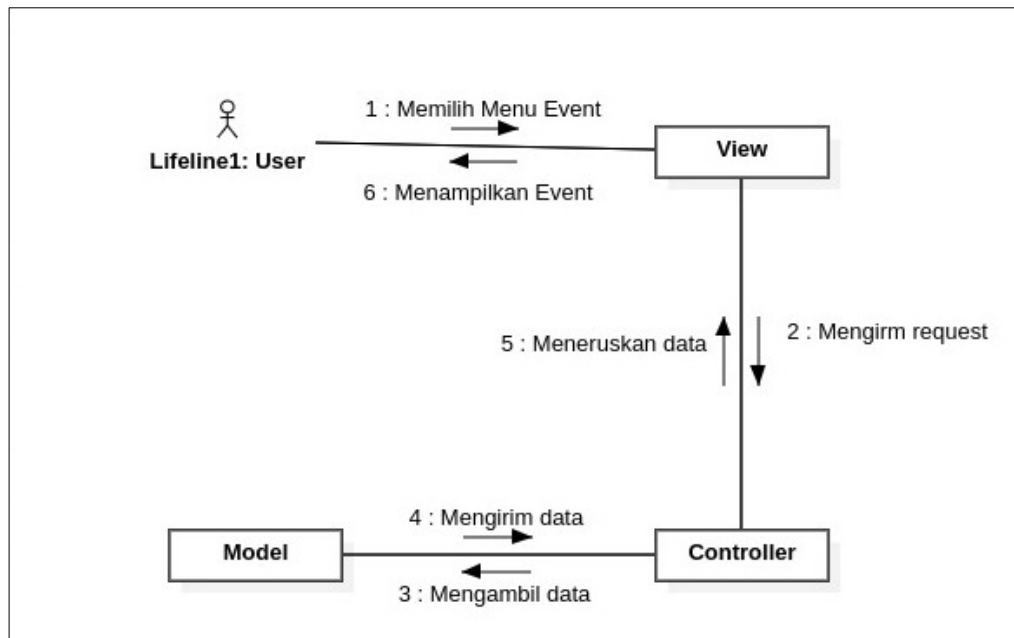 1 : Memilih Menu Event
Lifeline1: User
View
6 : Menampilkan Event
5 : Meneruskan data
2 : Mengirm request
4 : Mengirim data
Model
Controller
3 : Mengambil data